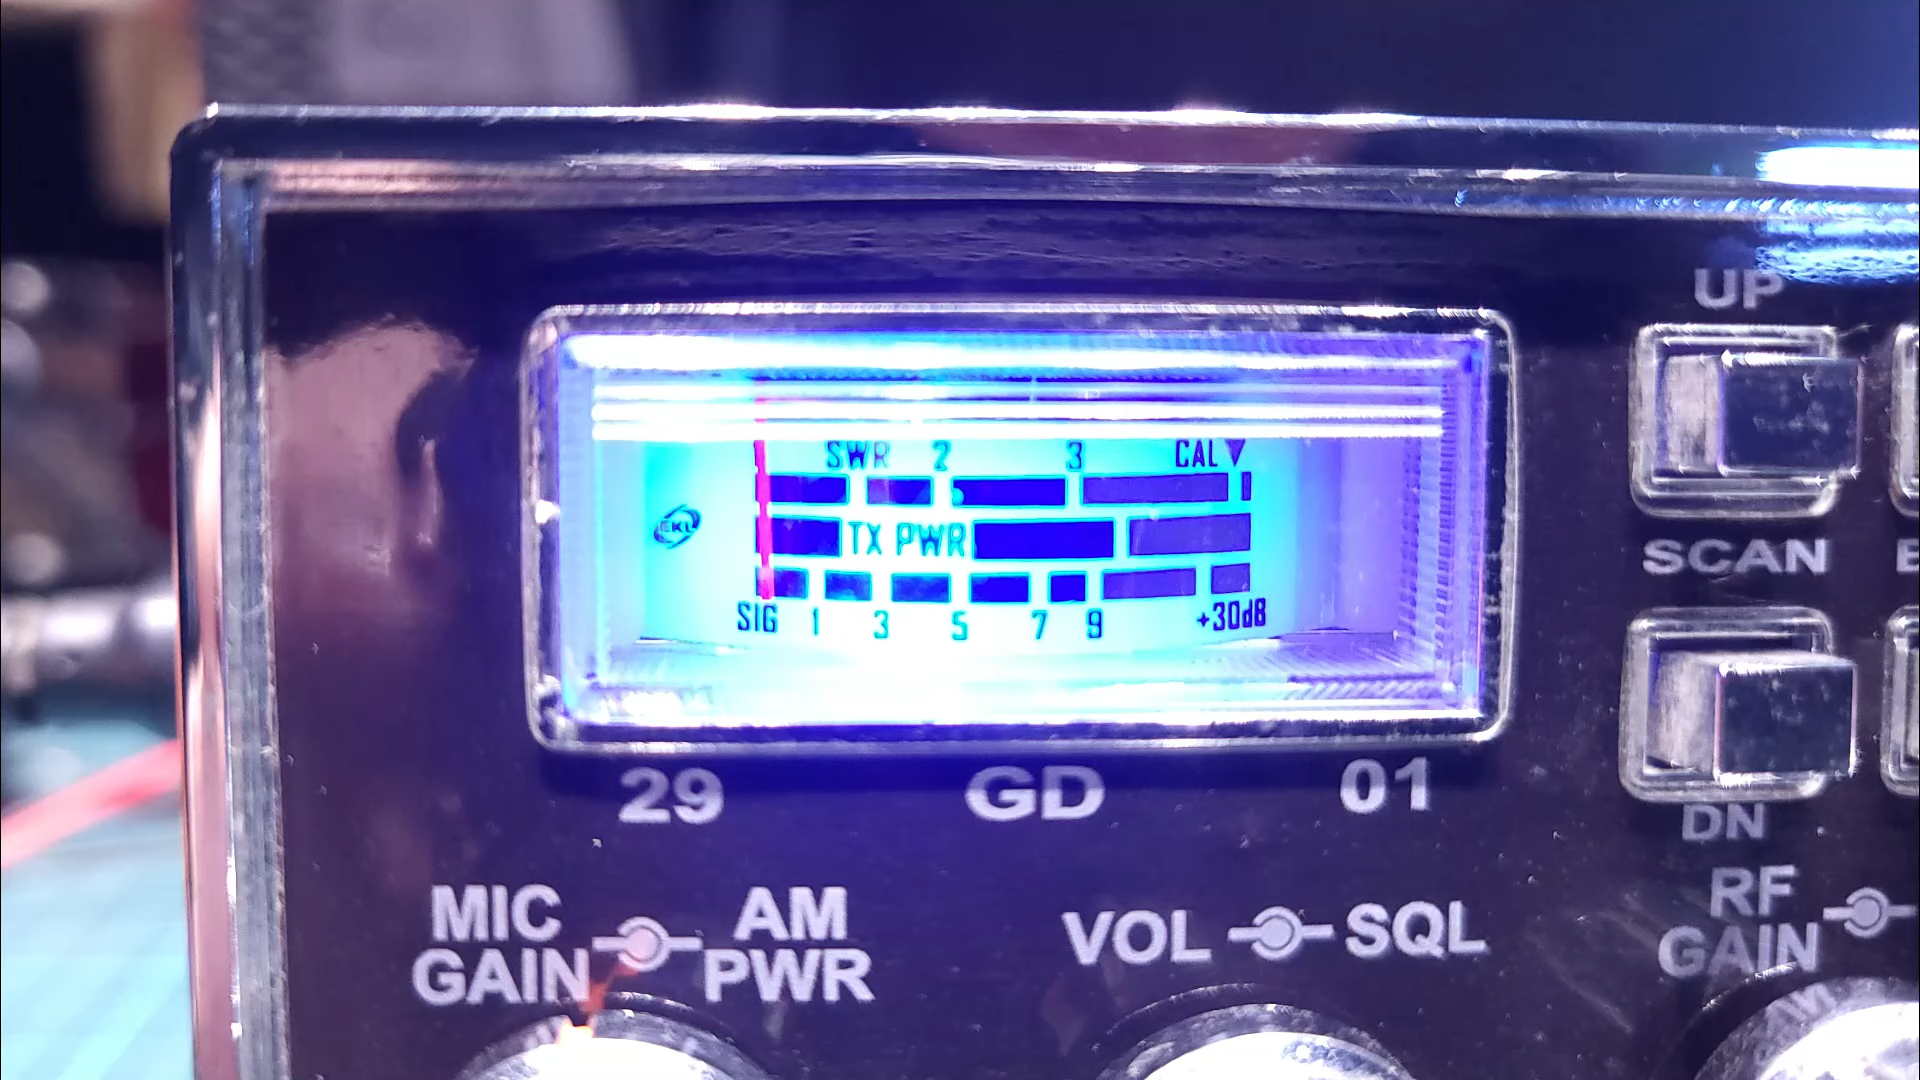 UP
SWR 2 3 CAL
EKL
TX PWR
SIG 1 3 5 7 9 +30dB
SCAN
29 GD 01
DN
MIC GAIN
AM PWR
VOL SQL
RF GAIN